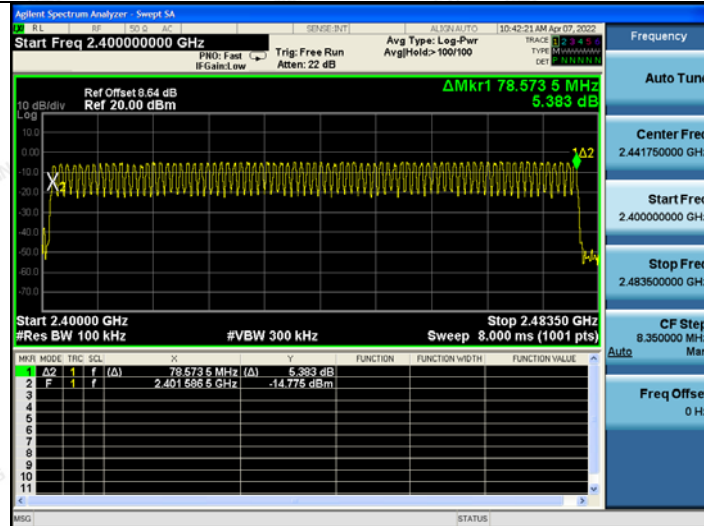 Agilent Spectrum Analyzer - Swept SA
RL RF 50 Ω AC SENSE:INT ALIGNAUTO 10:42:21 AM Apr 07, 2022
Start Freq 2.400000000 GHz
PNO: Fast
IFGain:Low
Trig: Free Run
Atten: 22 dB
Avg Type: Log-Pwr
Avg|Hold:>100/100
TRACE 1 2 3 4 5 6
TYPE M
DET P N N N N N
ΔMkr1 78.573 5 MHz
5.383 dB
Ref Offset 8.64 dB
10 dB/div Ref 20.00 dBm
Log
10.0
0.00
-10.0
-20.0
-30.0
-40.0
-50.0
-60.0
-70.0
2
1Δ2
Start 2.40000 GHz Stop 2.48350 GHz
#Res BW 100 kHz #VBW 300 kHz Sweep 8.000 ms (1001 pts)
MKR MODE TRC SCL X Y FUNCTION FUNCTION WIDTH FUNCTION VALUE
1 Δ2 1 f (Δ) 78.573 5 MHz (Δ) 5.383 dB
2 F 1 f 2.401 586 5 GHz -14.775 dBm
3
4
5
6
7
8
9
10
11
MSG STATUS
Frequency
Auto Tune
Center Freq
2.441750000 GHz
Start Freq
2.400000000 GHz
Stop Freq
2.483500000 GHz
CF Step
8.350000 MHz
Auto Man
Freq Offset
0 Hz